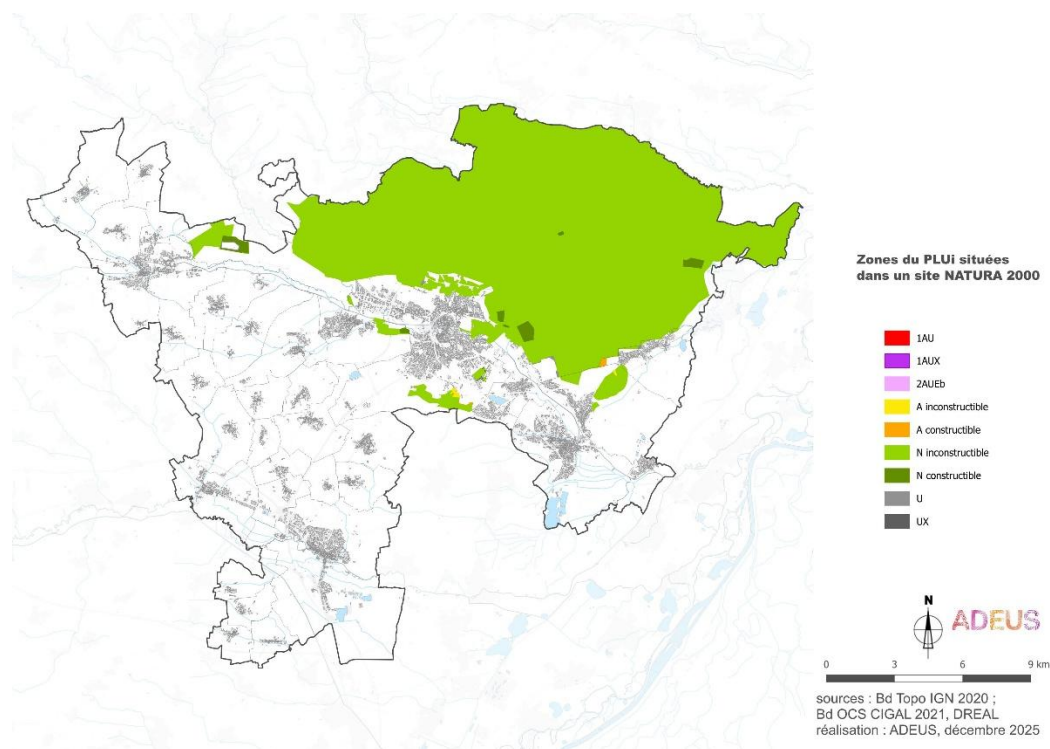 Zones du PLUi situées
dans un site NATURA 2000
1AU
1AUX
2AUEb
A inconstructible
A constructible
N inconstructible
N constructible
U
UX
N
ADEUS
0 3 6 9 km
sources : Bd Topo IGN 2020 ;
Bd OCS CIGAL 2021, DREAL
réalisation : ADEUS, décembre 2025